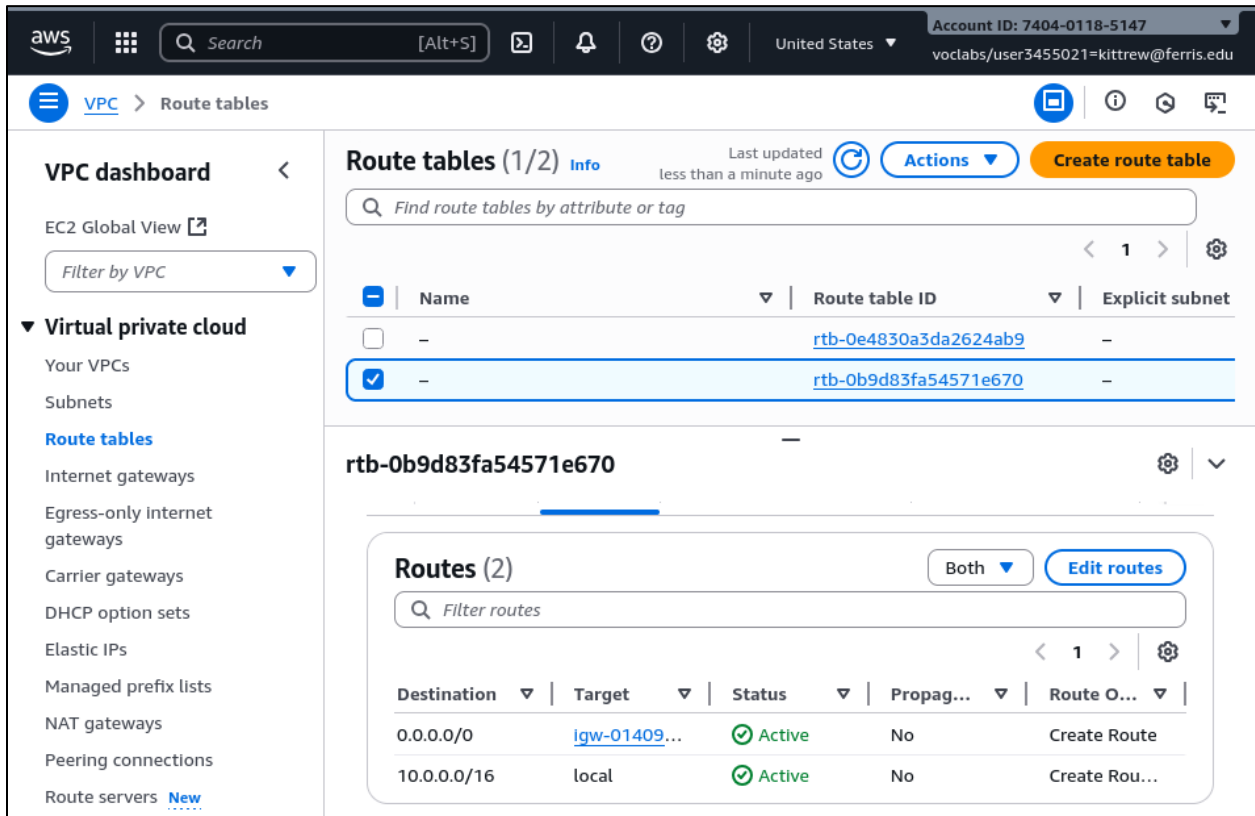 aws
Search [Alt+S]
United States
Account ID: 7404-0118-5147
voclabs/user3455021=kittrew@ferris.edu
VPC > Route tables
VPC dashboard
EC2 Global View
Filter by VPC
Virtual private cloud
Your VPCs
Subnets
Route tables
Internet gateways
Egress-only internet
gateways
Carrier gateways
DHCP option sets
Elastic IPs
Managed prefix lists
NAT gateways
Peering connections
Route servers New
Route tables (1/2) Info
Last updated
less than a minute ago
Actions
Create route table
Find route tables by attribute or tag
1
Name Route table ID Explicit subnet
– rtb-0e4830a3da2624ab9 –
– rtb-0b9d83fa54571e670 –
rtb-0b9d83fa54571e670
Routes (2)
Both
Edit routes
Filter routes
1
Destination Target Status Propag... Route O...
0.0.0.0/0 igw-01409... Active No Create Route
10.0.0.0/16 local Active No Create Rou...